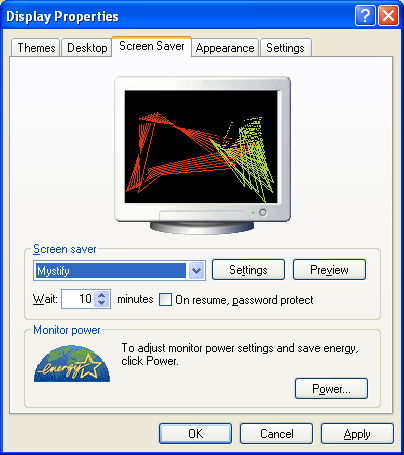 Display Properties
Themes Desktop Screen Saver Appearance Settings
Screen saver
Mystify Settings Preview
Wait: 10 minutes On resume, password protect
Monitor power
To adjust monitor power settings and save energy,
click Power.
energy
Power...
OK Cancel Apply